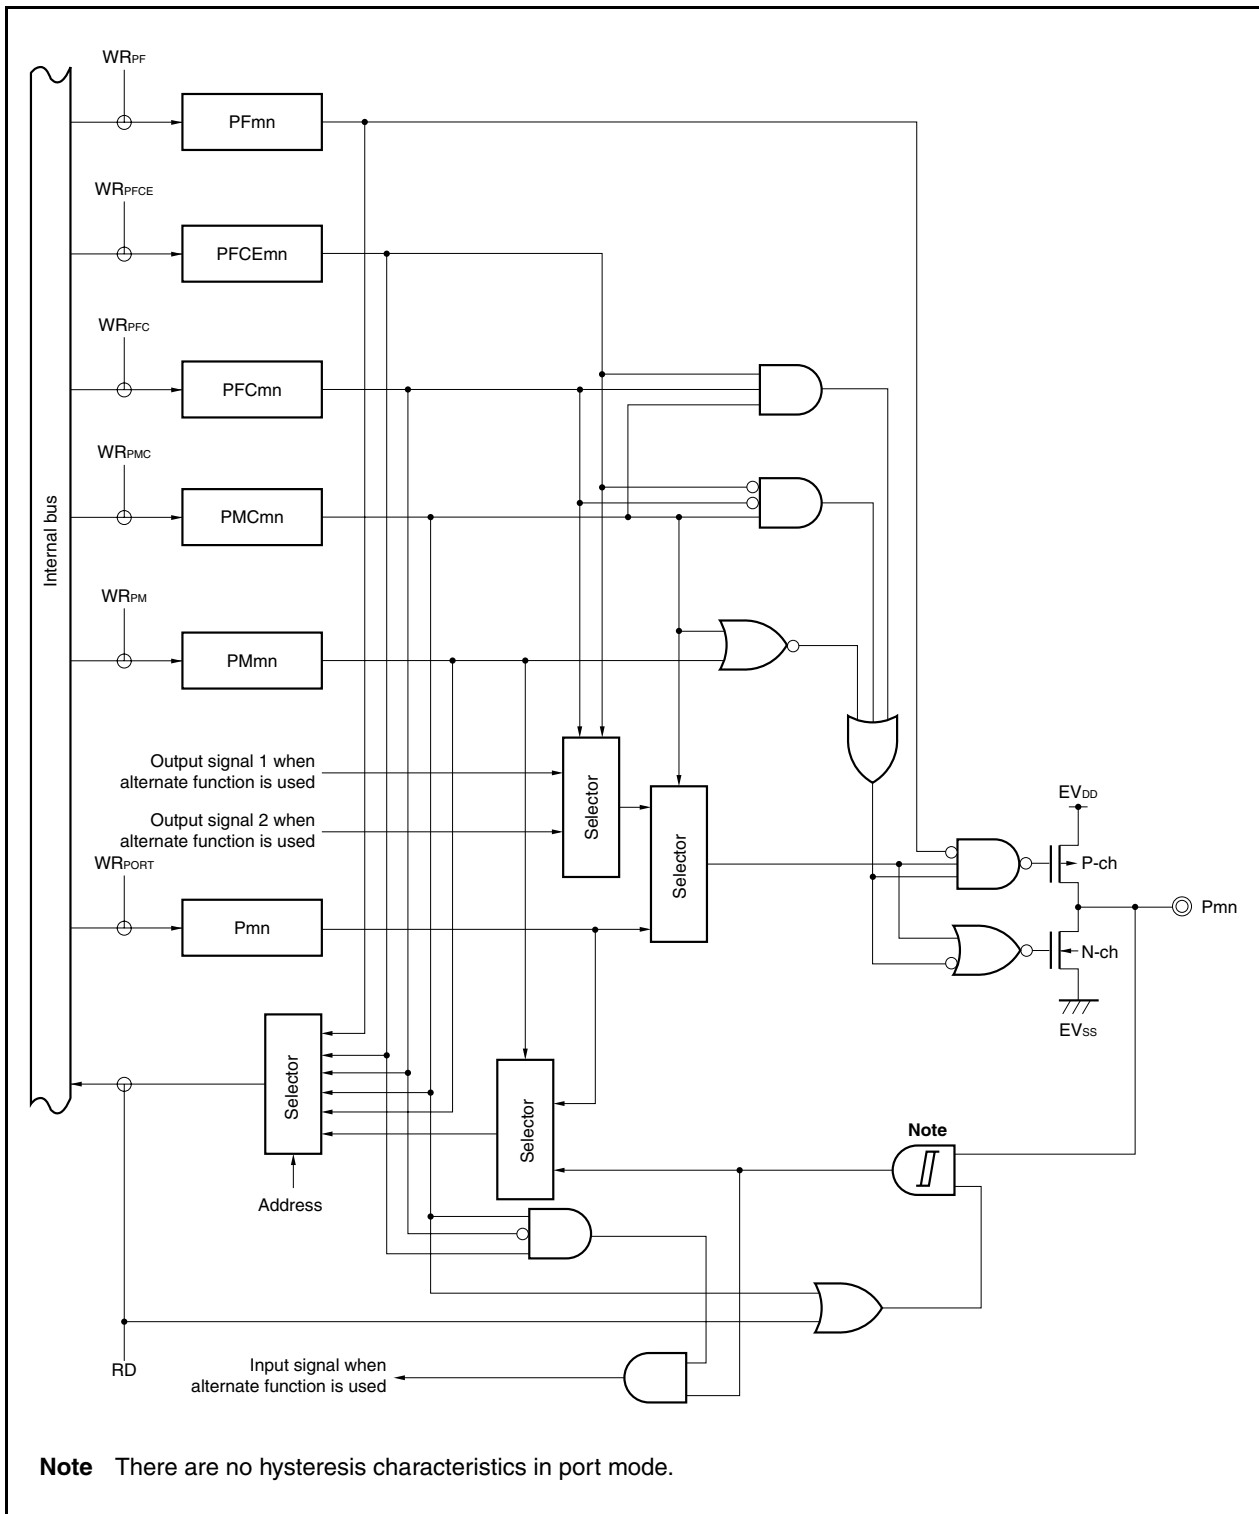 WRPF
PFmn
WRPFCE
PFCEmn
WRPFC
PFCmn
WRPMC
PMCmn
Internal bus
WRPM
PMmn
Output signal 1 when
alternate function is used
Output signal 2 when
alternate function is used
Selector
Selector
WRPORT
Pmn
EVDD
P-ch
Pmn
N-ch
EVSS
Selector
Selector
Address
Note
RD
Input signal when
alternate function is used
Note There are no hysteresis characteristics in port mode.